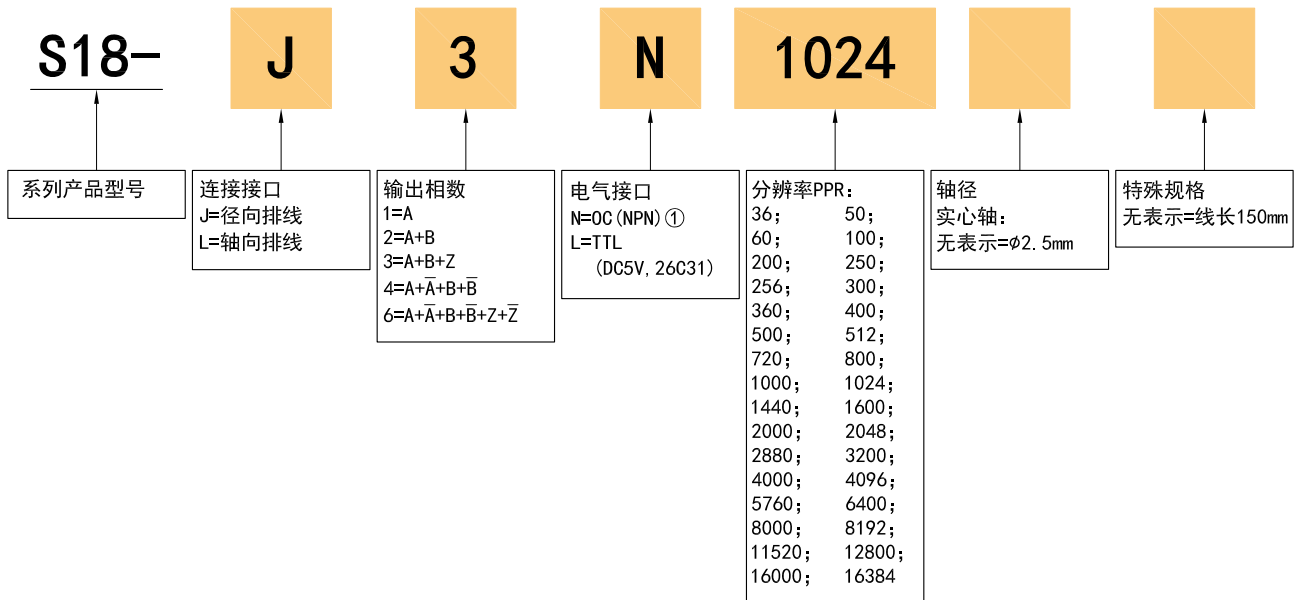 S18- J 3 N 1024
系列产品型号
连接接口
J=径向排线
L=轴向排线
输出相数
1=A
2=A+B
3=A+B+Z
4=A+A̅+B+B̅
6=A+A̅+B+B̅+Z+Z̅
电气接口
N=OC(NPN)①
L=TTL
(DC5V,26C31)
分辨率PPR:
36; 50;
60; 100;
200; 250;
256; 300;
360; 400;
500; 512;
720; 800;
1000; 1024;
1440; 1600;
2000; 2048;
2880; 3200;
4000; 4096;
5760; 6400;
8000; 8192;
11520; 12800;
16000; 16384
轴径
实心轴:
无表示=φ2.5mm
特殊规格
无表示=线长150mm